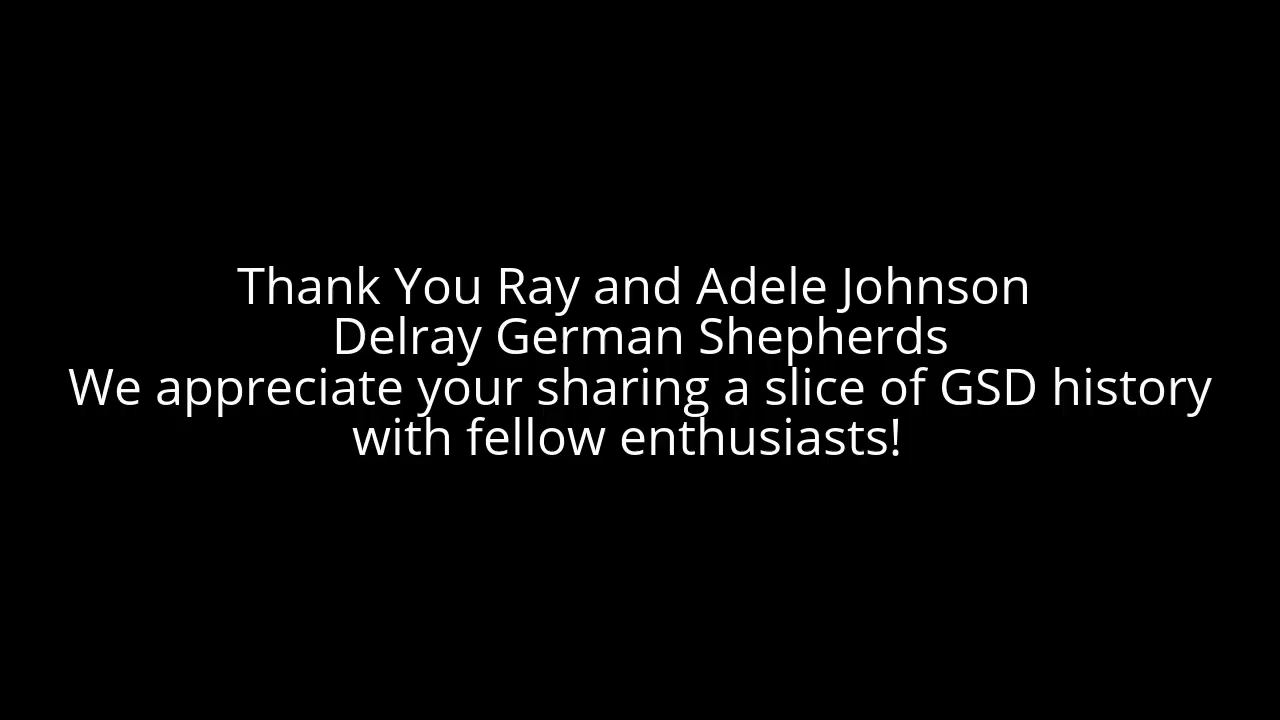 Thank You Ray and Adele Johnson
Delray German Shepherds
We appreciate your sharing a slice of GSD history
with fellow enthusiasts!